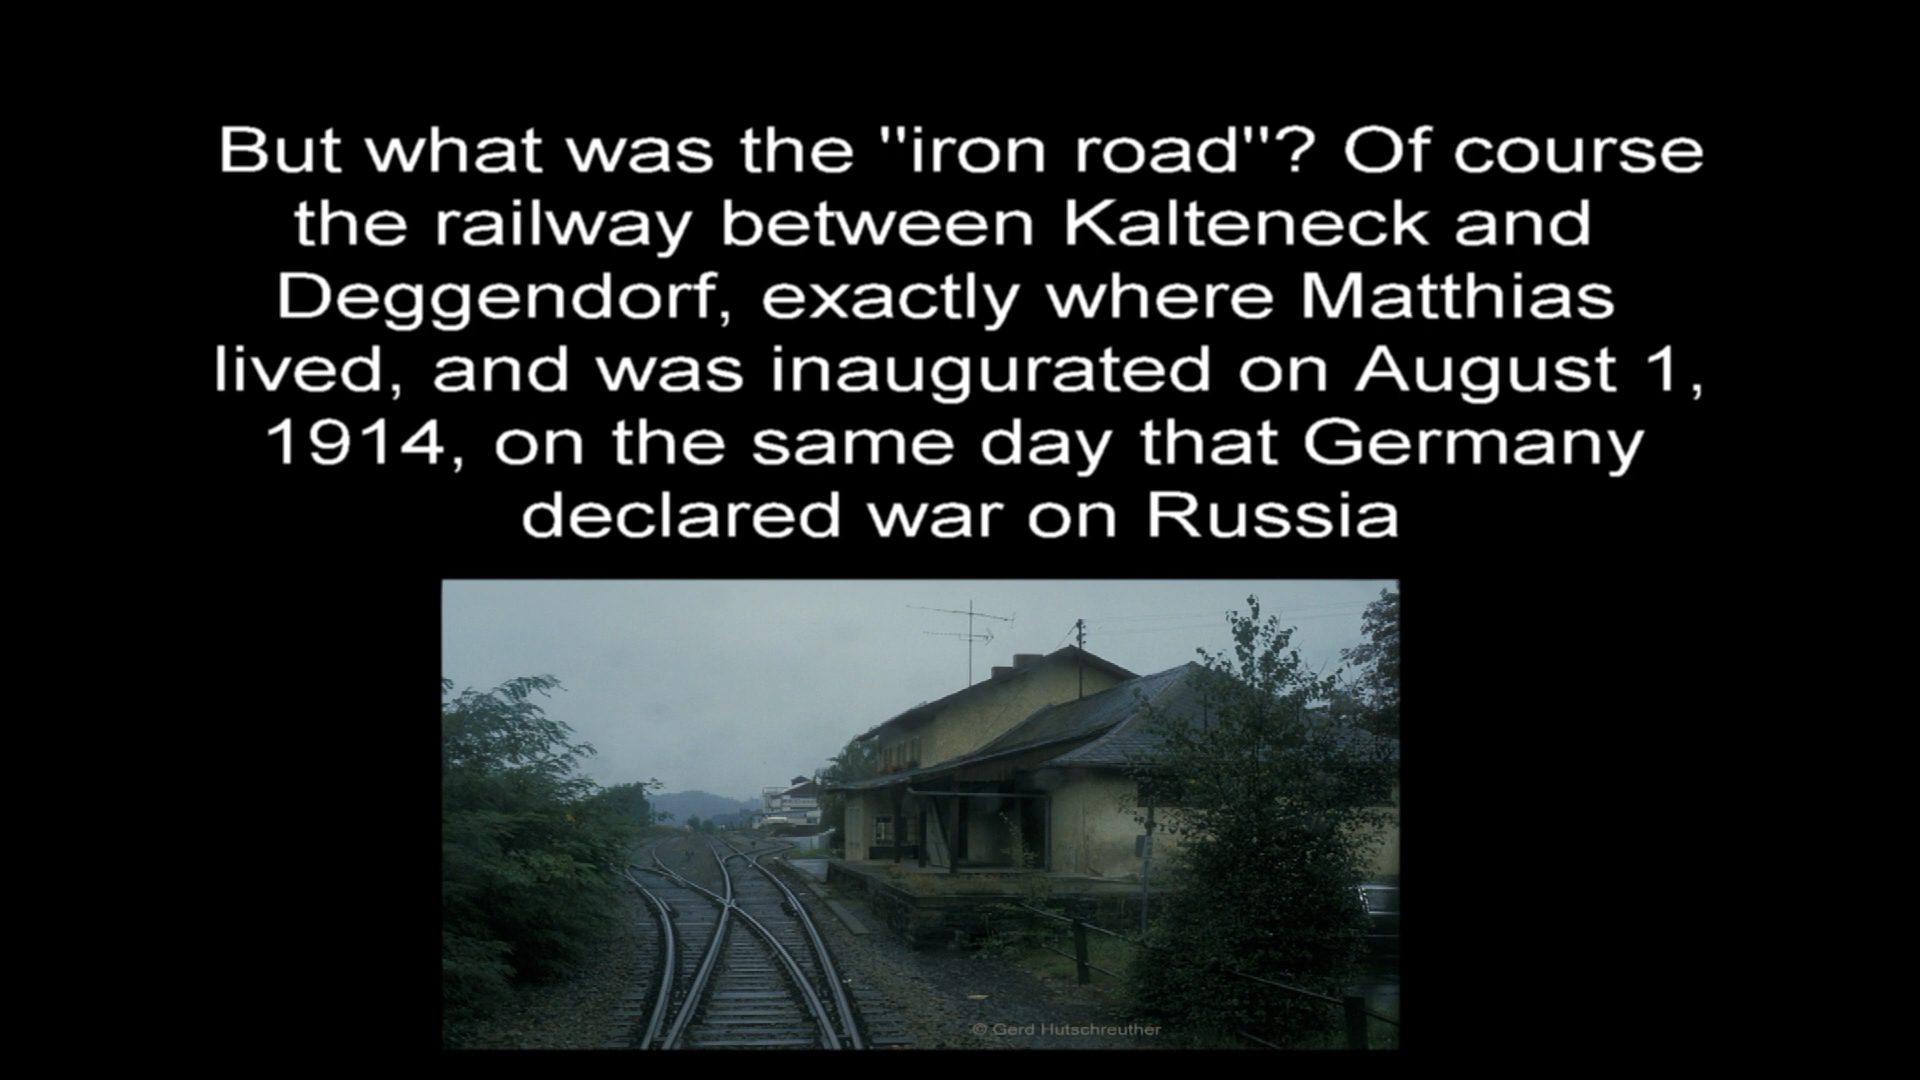 But what was the "iron road"? Of course
the railway between Kalteneck and
Deggendorf, exactly where Matthias
lived, and was inaugurated on August 1,
1914, on the same day that Germany
declared war on Russia
© Gerd Hutschreuther